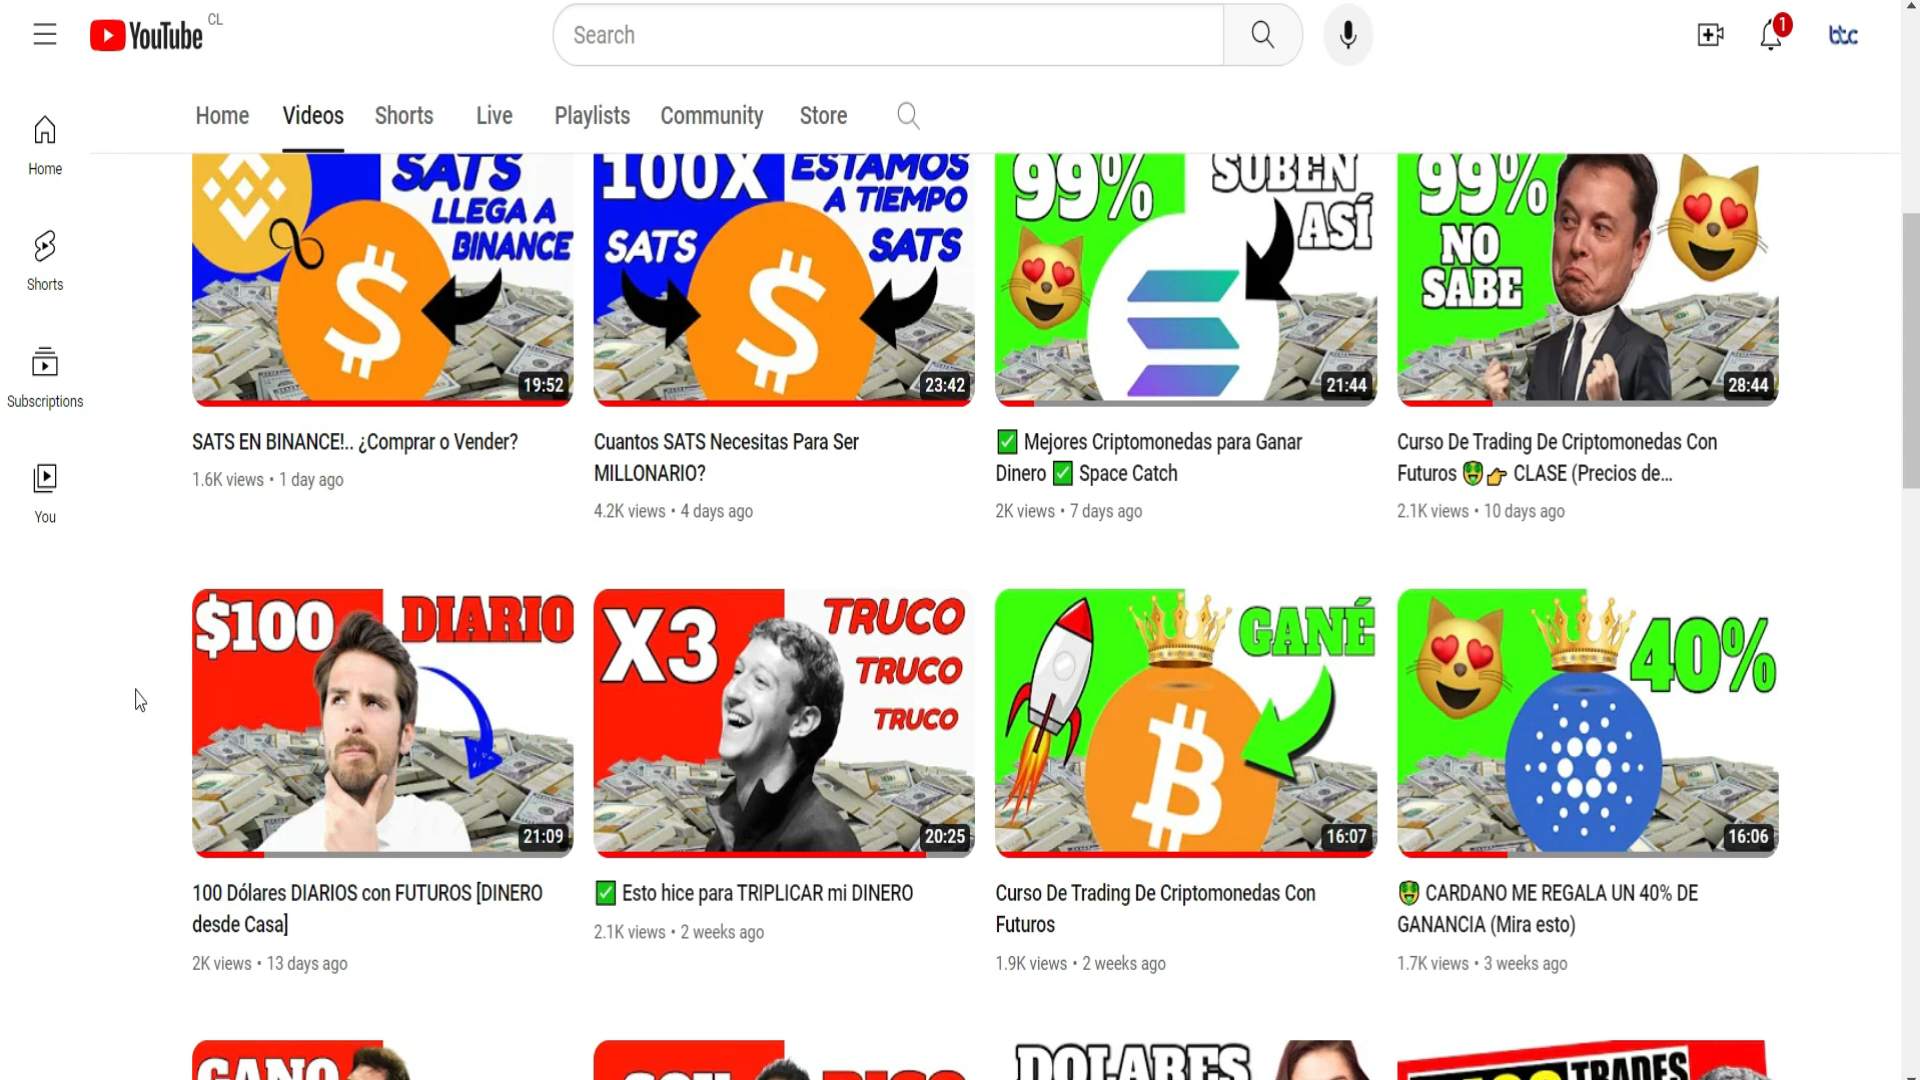 YouTube CL
Search
1
btc
Home Videos Shorts Live Playlists Community Store
Home
Shorts
Subscriptions
You
SATS
LLEGA A
BINANCE
19:52
SATS EN BINANCE!.. ¿Comprar o Vender?
1.6K views • 1 day ago
100X
ESTAMOS
A TIEMPO
SATS
SATS
23:42
Cuantos SATS Necesitas Para Ser
MILLONARIO?
4.2K views • 4 days ago
99%
SUBEN
ASÍ
21:44
✅ Mejores Criptomonedas para Ganar
Dinero ✅ Space Catch
2K views • 7 days ago
99%
NO
SABE
28:44
Curso De Trading De Criptomonedas Con
Futuros 🤑👉 CLASE (Precios de...
2.1K views • 10 days ago
$100
DIARIO
21:09
100 Dólares DIARIOS con FUTUROS [DINERO
desde Casa]
2K views • 13 days ago
X3
TRUCO
TRUCO
TRUCO
20:25
✅ Esto hice para TRIPLICAR mi DINERO
2.1K views • 2 weeks ago
GANÉ
16:07
Curso De Trading De Criptomonedas Con
Futuros
1.9K views • 2 weeks ago
40%
16:06
🤑 CARDANO ME REGALA UN 40% DE
GANANCIA (Mira esto)
1.7K views • 3 weeks ago
DOLARES
TRADES